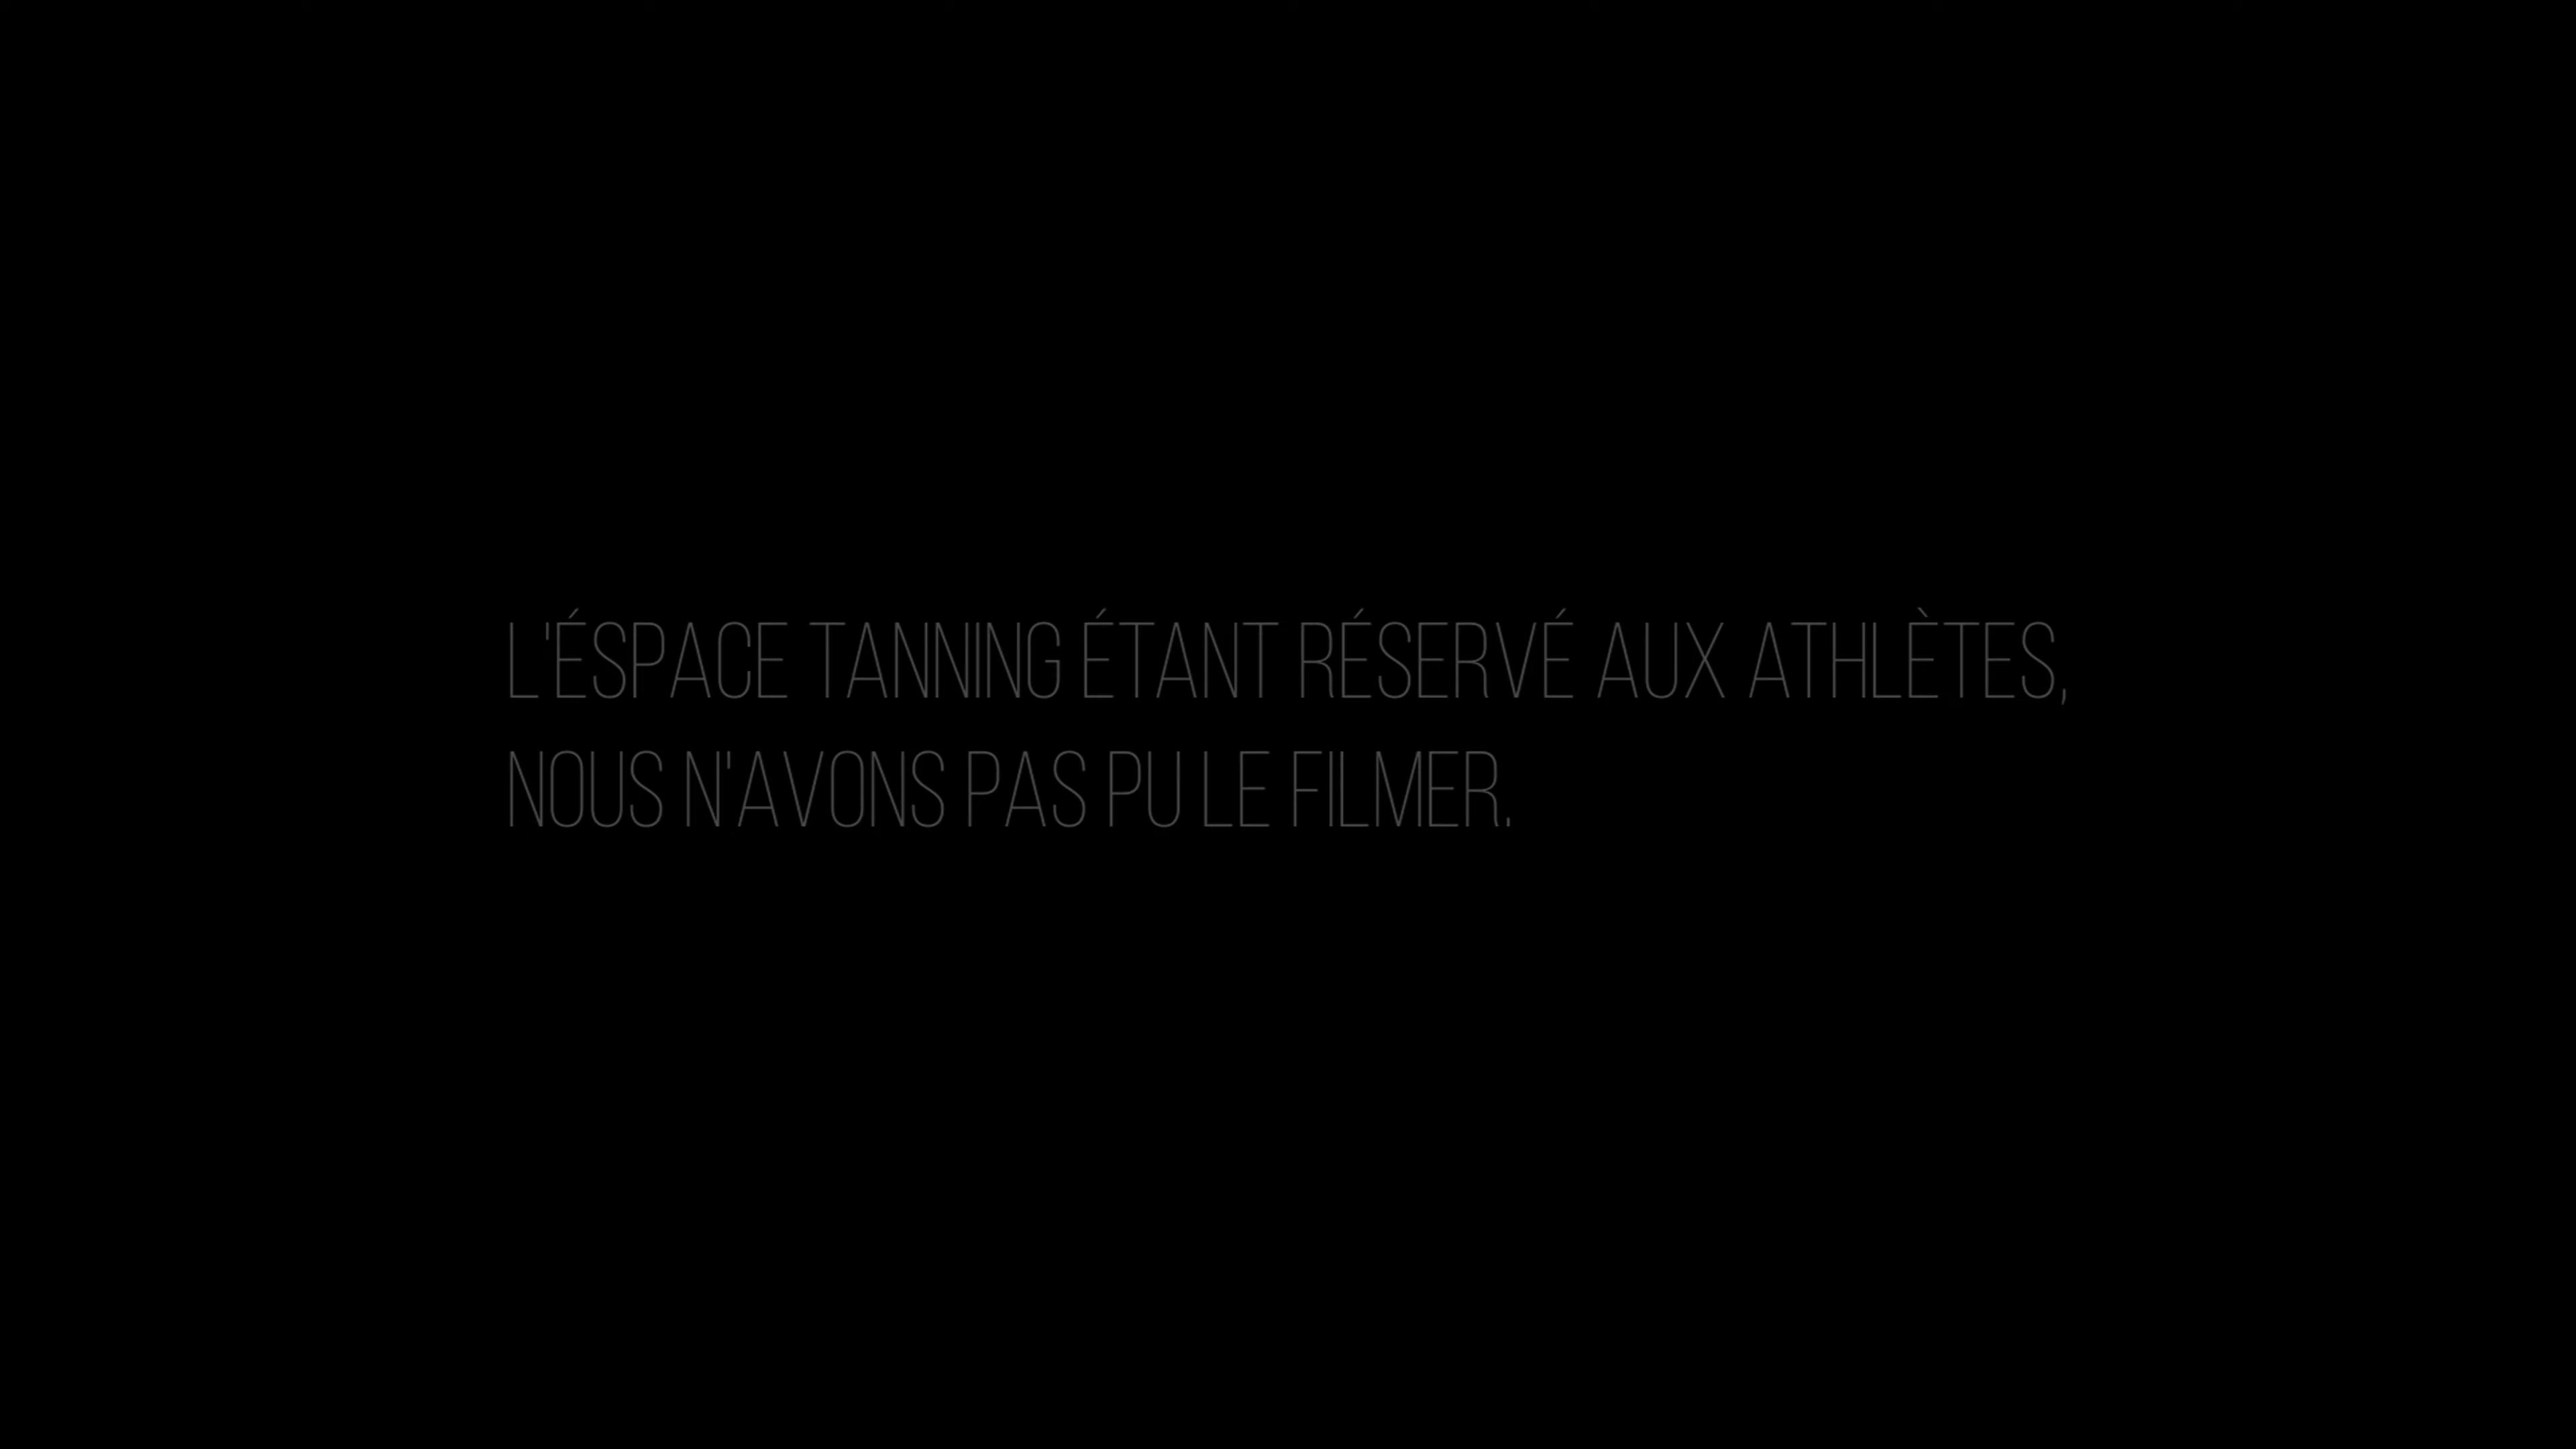 L'ÉSPACE TANNING ÉTANT RÉSERVÉ AUX ATHLÈTES,
NOUS N'AVONS PAS PU LE FILMER.